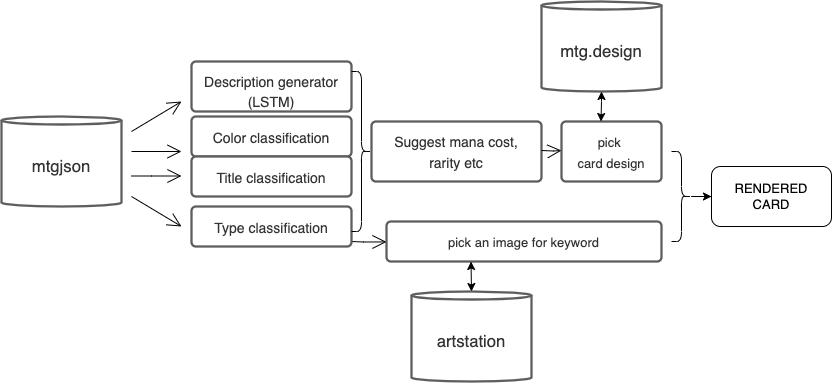 mtg.design
Description generator
(LSTM)
mtgjson
Color classification
Title classification
Type classification
Suggest mana cost,
rarity etc
pick
card design
pick an image for keyword
RENDERED
CARD
artstation